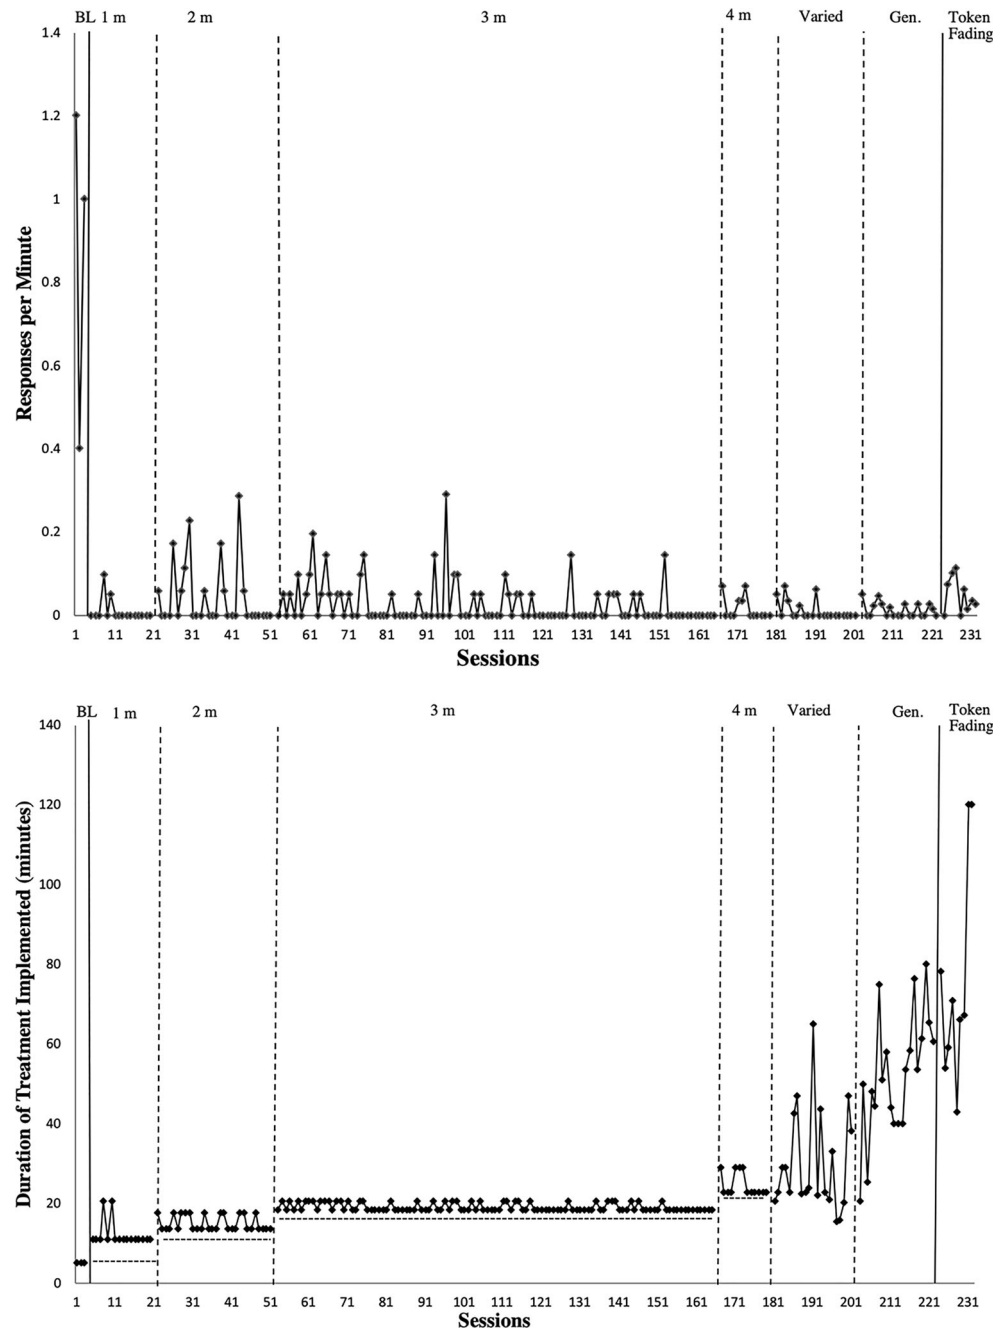 BL 1 m 2 m 3 m 4 m Varied Gen. Token
Fading
1.4
1.2
1
0.8
0.6
0.4
0.2
0
Responses per Minute
1 11 21 31 41 51 61 71 81 91 101 111 121 131 141 151 161 171 181 191 201 211 221 231
Sessions
BL 1 m 2 m 3 m 4 m Varied Gen. Token
Fading
140
120
100
80
60
40
20
0
Duration of Treatment Implemented (minutes)
1 11 21 31 41 51 61 71 81 91 101 111 121 131 141 151 161 171 181 191 201 211 221 231
Sessions